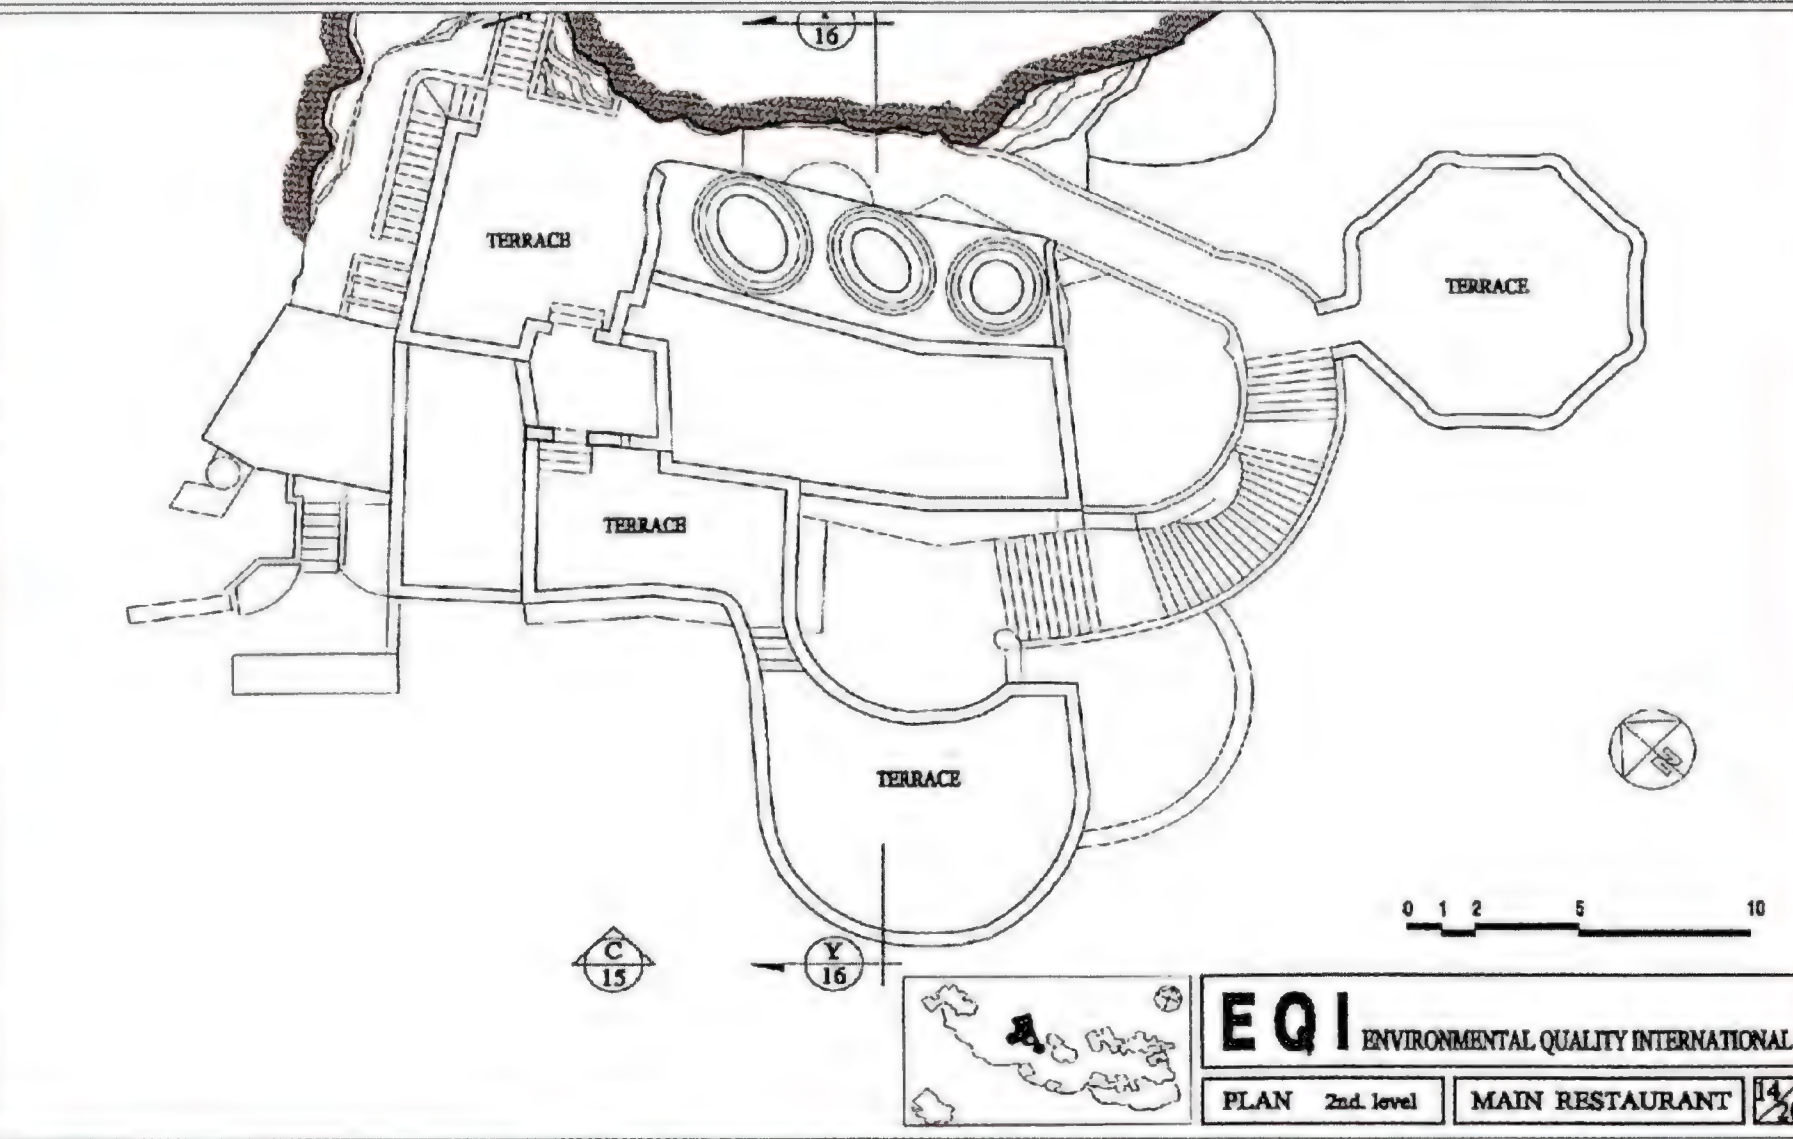 16
TERRACE
TERRACE
TERRACE
TERRACE
0 1 2 5 10
C
15
Y
16
EQI ENVIRONMENTAL QUALITY INTERNATIONAL
PLAN 2nd. level
MAIN RESTAURANT
14/